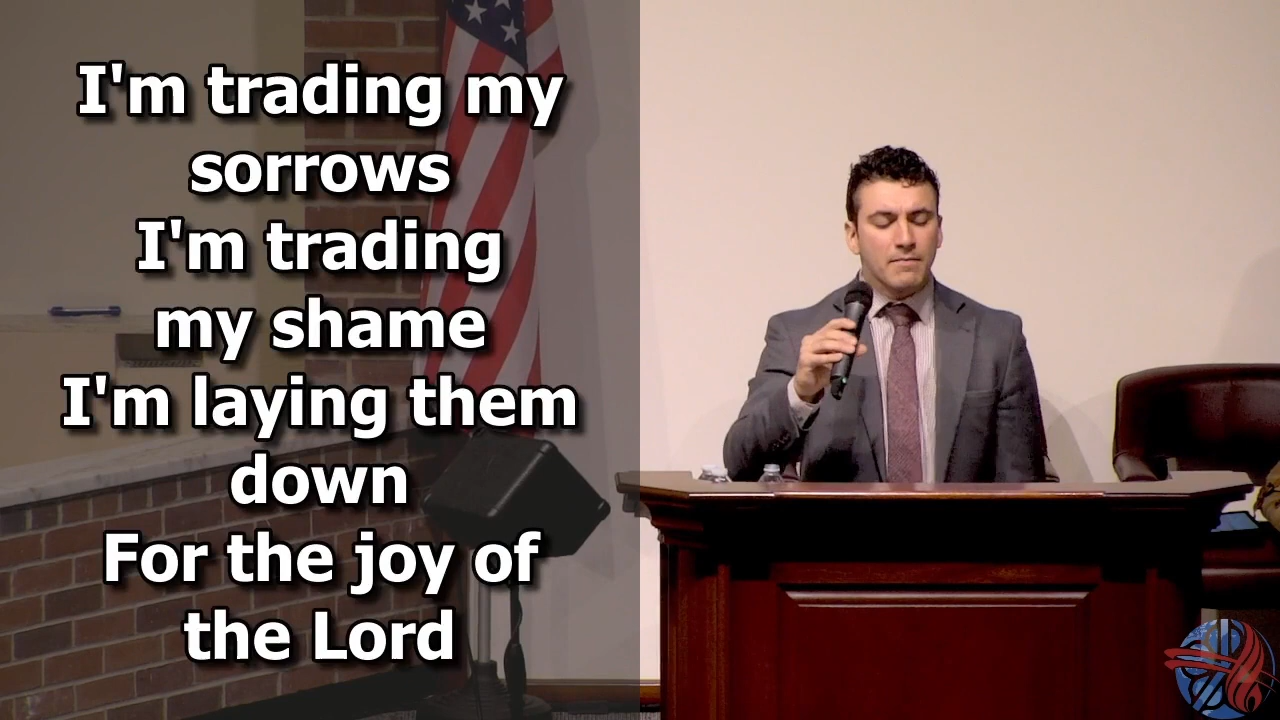 I'm trading my
sorrows
I'm trading
my shame
I'm laying them
down
For the joy of
the Lord